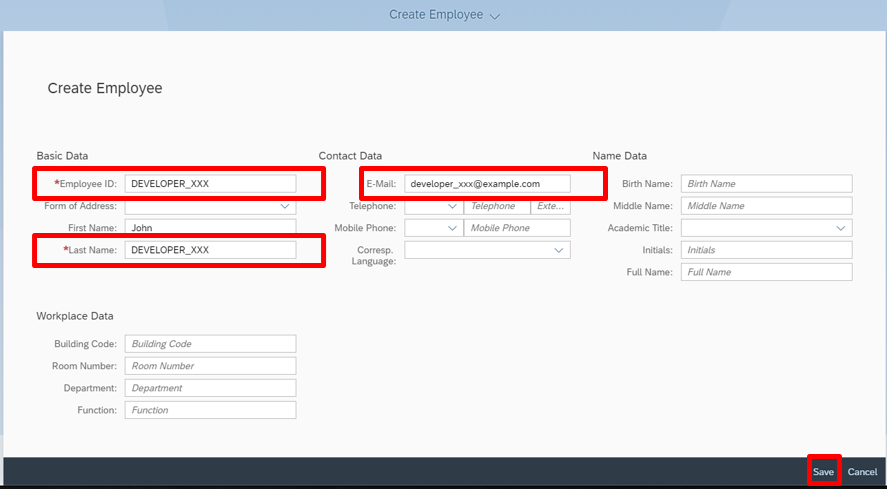 Create Employee
Create Employee
Basic Data
*Employee ID: DEVELOPER_XXX
Form of Address:
First Name: John
*Last Name: DEVELOPER_XXX
Contact Data
E-Mail: developer_xxx@example.com
Telephone: Telephone Exte...
Mobile Phone: Mobile Phone
Corresp.
Language:
Name Data
Birth Name: Birth Name
Middle Name: Middle Name
Academic Title:
Initials: Initials
Full Name: Full Name
Workplace Data
Building Code: Building Code
Room Number: Room Number
Department: Department
Function: Function
Save Cancel